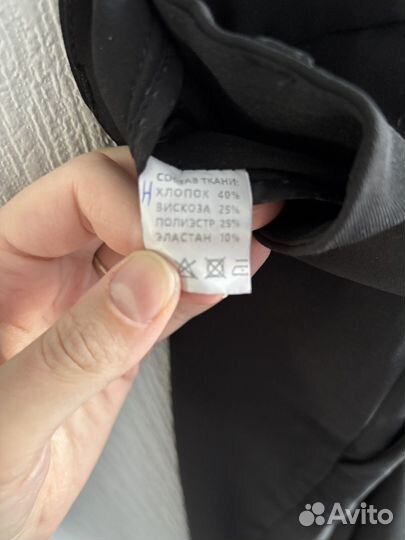 СОСТАВ ТКАНИ:
Н ХЛОПОК 40%
ВИСКОЗА 25%
ПОЛИЭСТР 25%
ЭЛАСТАН 10%
Avito